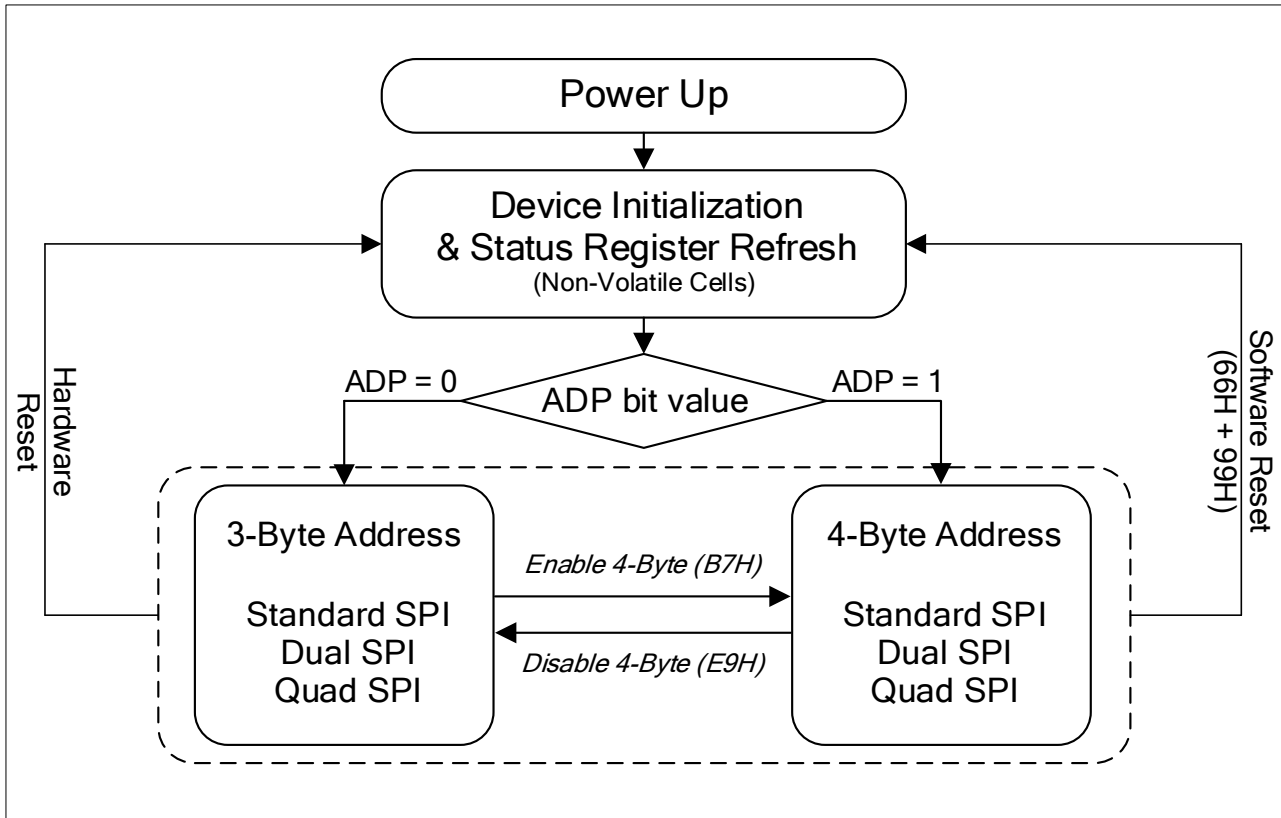 Power Up
Device Initialization
& Status Register Refresh
(Non-Volatile Cells)
ADP = 0
ADP bit value
ADP = 1
Hardware
Reset
Software Reset
(66H + 99H)
3-Byte Address
Standard SPI
Dual SPI
Quad SPI
Enable 4-Byte (B7H)
Disable 4-Byte (E9H)
4-Byte Address
Standard SPI
Dual SPI
Quad SPI